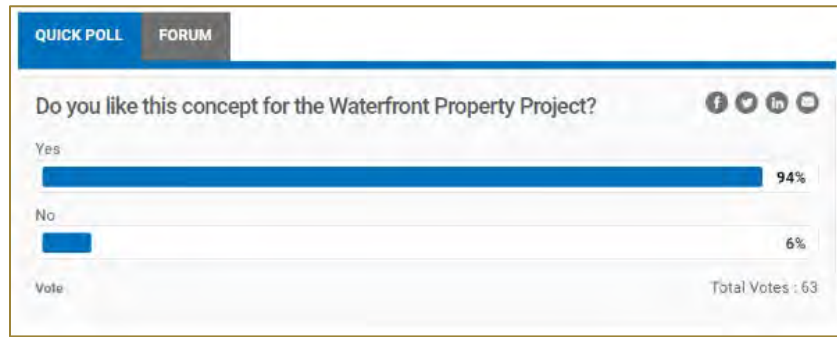 QUICK POLL FORUM
Do you like this concept for the Waterfront Property Project?
Yes
94%
No
6%
Vote Total Votes : 63